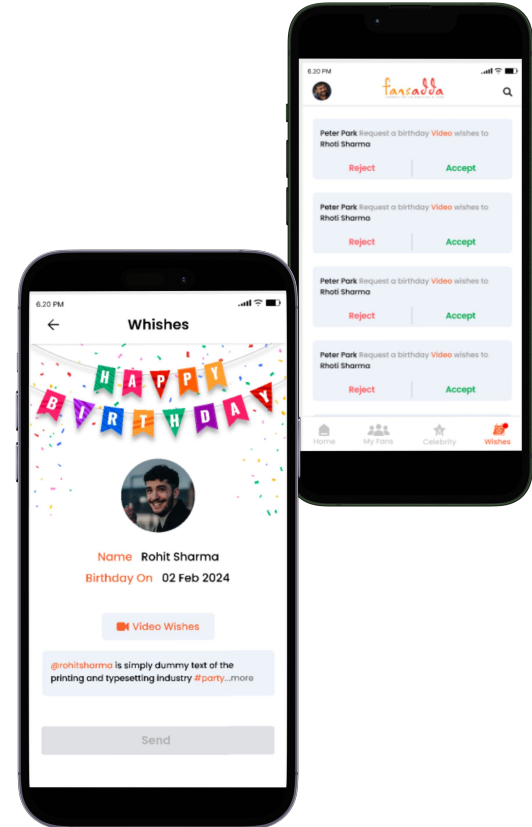 6.20 PM
fansadda
Peter Park Request a birthday Video wishes to
Rhoti Sharma
Reject
Accept
Peter Park Request a birthday Video wishes to
Rhoti Sharma
Reject
Accept
Peter Park Request a birthday Video wishes to
Rhoti Sharma
Reject
Accept
Peter Park Request a birthday Video wishes to
Rhoti Sharma
Reject
Accept
Home
My Fans
Celebrity
Wishes
6.20 PM
Whishes
HAPPY
BIRTHDAY
Name Rohit Sharma
Birthday On 02 Feb 2024
Video Wishes
@rohitsharma is simply dummy text of the
printing and typesetting industry #party...more
Send